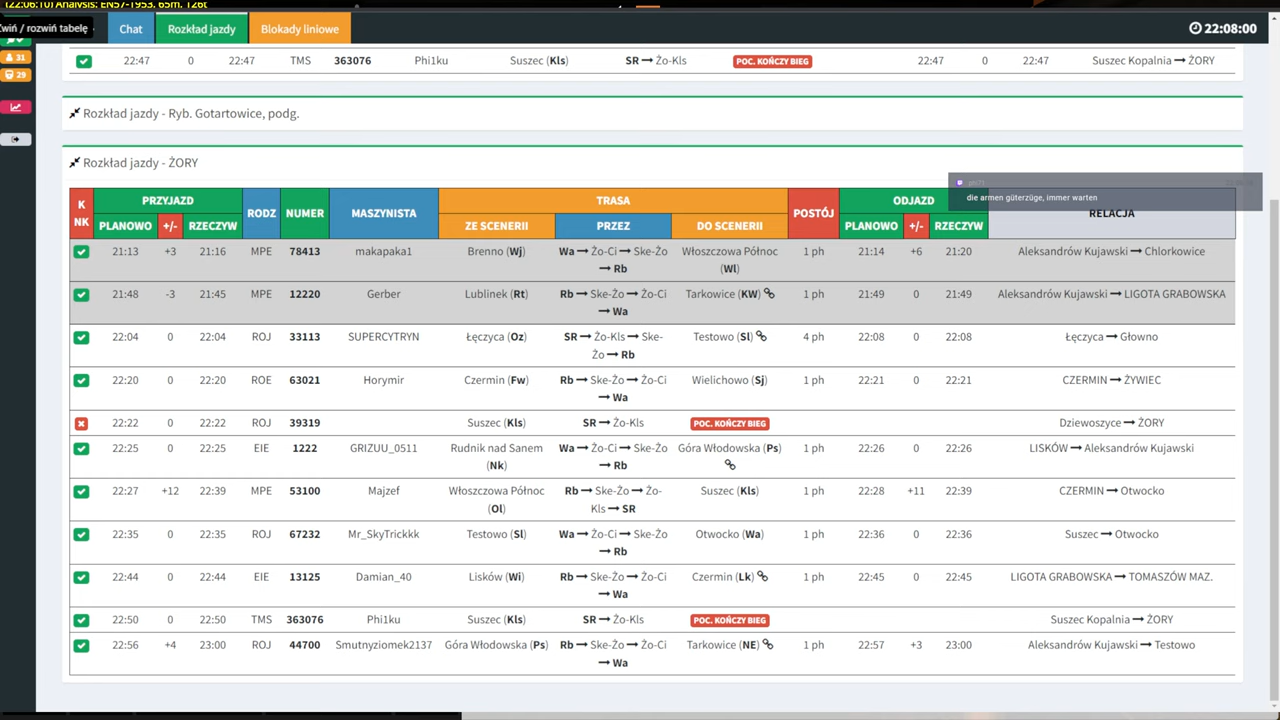 (22:06:10) Analysis: EN57-1953, 65m, 126t
Zwiń / rozwiń tabelę
Chat
Rozkład jazdy
Blokady liniowe
22:08:00
31
29
22:47 0 22:47 TMS 363076 Phi1ku Suszec (Kls) SR → Żo-Kls POC. KOŃCZY BIEG 22:47 0 22:47 Suszec Kopalnia → ŻORY
Rozkład jazdy - Ryb. Gotartowice, podg.
Rozkład jazdy - ŻORY
die armen güterzüge, immer warten
K NK PRZYJAZD RODZ NUMER MASZYNISTA TRASA POSTÓJ ODJAZD RELACJA
PLANOWO +/- RZECZYW ZE SCENERII PRZEZ DO SCENERII PLANOWO +/- RZECZYW
21:13 +3 21:16 MPE 78413 makapaka1 Brenno (Wj) Wa → Żo-Ci → Ske-Żo → Rb Włoszczowa Północ (Wl) 1 ph 21:14 +6 21:20 Aleksandrów Kujawski → Chlorkowice
21:48 -3 21:45 MPE 12220 Gerber Lublinek (Rt) Rb → Ske-Żo → Żo-Ci → Wa Tarkowice (KW) 1 ph 21:49 0 21:49 Aleksandrów Kujawski → LIGOTA GRABOWSKA
22:04 0 22:04 ROJ 33113 SUPERCYTRYN Łęczyca (Oz) SR → Żo-Kls → Ske-Żo → Rb Testowo (Sl) 4 ph 22:08 0 22:08 Łęczyca → Głowno
22:20 0 22:20 ROE 63021 Horymir Czermin (Fw) Rb → Ske-Żo → Żo-Ci → Wa Wielichowo (Sj) 1 ph 22:21 0 22:21 CZERMIN → ŻYWIEC
22:22 0 22:22 ROJ 39319 Suszec (Kls) SR → Żo-Kls POC. KOŃCZY BIEG Dziewoszyce → ŻORY
22:25 0 22:25 EIE 1222 GRIZUU_0511 Rudnik nad Sanem (Nk) Wa → Żo-Ci → Ske-Żo → Rb Góra Włodowska (Ps) 1 ph 22:26 0 22:26 LISKÓW → Aleksandrów Kujawski
22:27 +12 22:39 MPE 53100 Majzef Włoszczowa Północ (Ol) Rb → Ske-Żo → Żo-Kls → SR Suszec (Kls) 1 ph 22:28 +11 22:39 CZERMIN → Otwocko
22:35 0 22:35 ROJ 67232 Mr_SkyTrickkk Testowo (Sl) Wa → Żo-Ci → Ske-Żo → Rb Otwocko (Wa) 1 ph 22:36 0 22:36 Suszec → Otwocko
22:44 0 22:44 EIE 13125 Damian_40 Lisków (Wi) Rb → Ske-Żo → Żo-Ci → Wa Czermin (Lk) 1 ph 22:45 0 22:45 LIGOTA GRABOWSKA → TOMASZÓW MAZ.
22:50 0 22:50 TMS 363076 Phi1ku Suszec (Kls) SR → Żo-Kls POC. KOŃCZY BIEG Suszec Kopalnia → ŻORY
22:56 +4 23:00 ROJ 44700 Smutnyziomek2137 Góra Włodowska (Ps) Rb → Ske-Żo → Żo-Ci → Wa Tarkowice (NE) 1 ph 22:57 +3 23:00 Aleksandrów Kujawski → Testowo